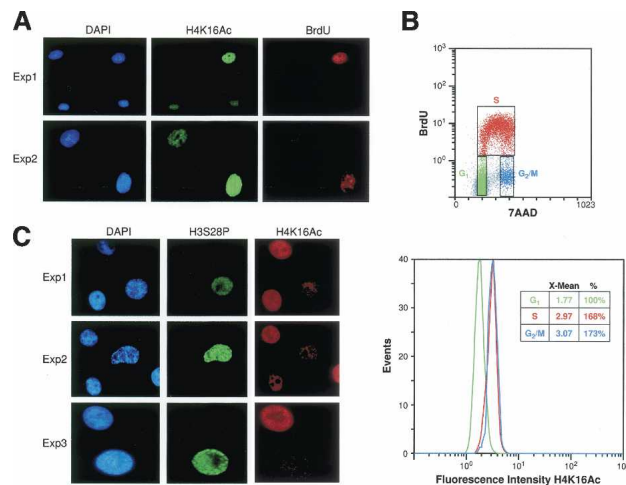 A
DAPI H4K16Ac BrdU
Exp1
Exp2
B
BrdU
10³
10²
10¹
10⁰
S
G₁ G₂/M
0 7AAD 1023
C
DAPI H3S28P H4K16Ac
Exp1
Exp2
Exp3
Events
40
30
20
10
0
X-Mean %
G₁ 1.77 100%
S 2.97 168%
G₂/M 3.07 173%
10⁰ 10¹ 10² 10³
Fluorescence Intensity H4K16Ac